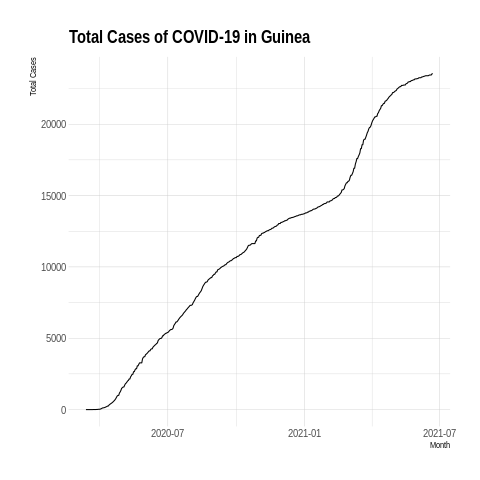 Total Cases of COVID-19 in Guinea
Total Cases
20000
15000
10000
5000
0
2020-07
2021-01
2021-07
Month